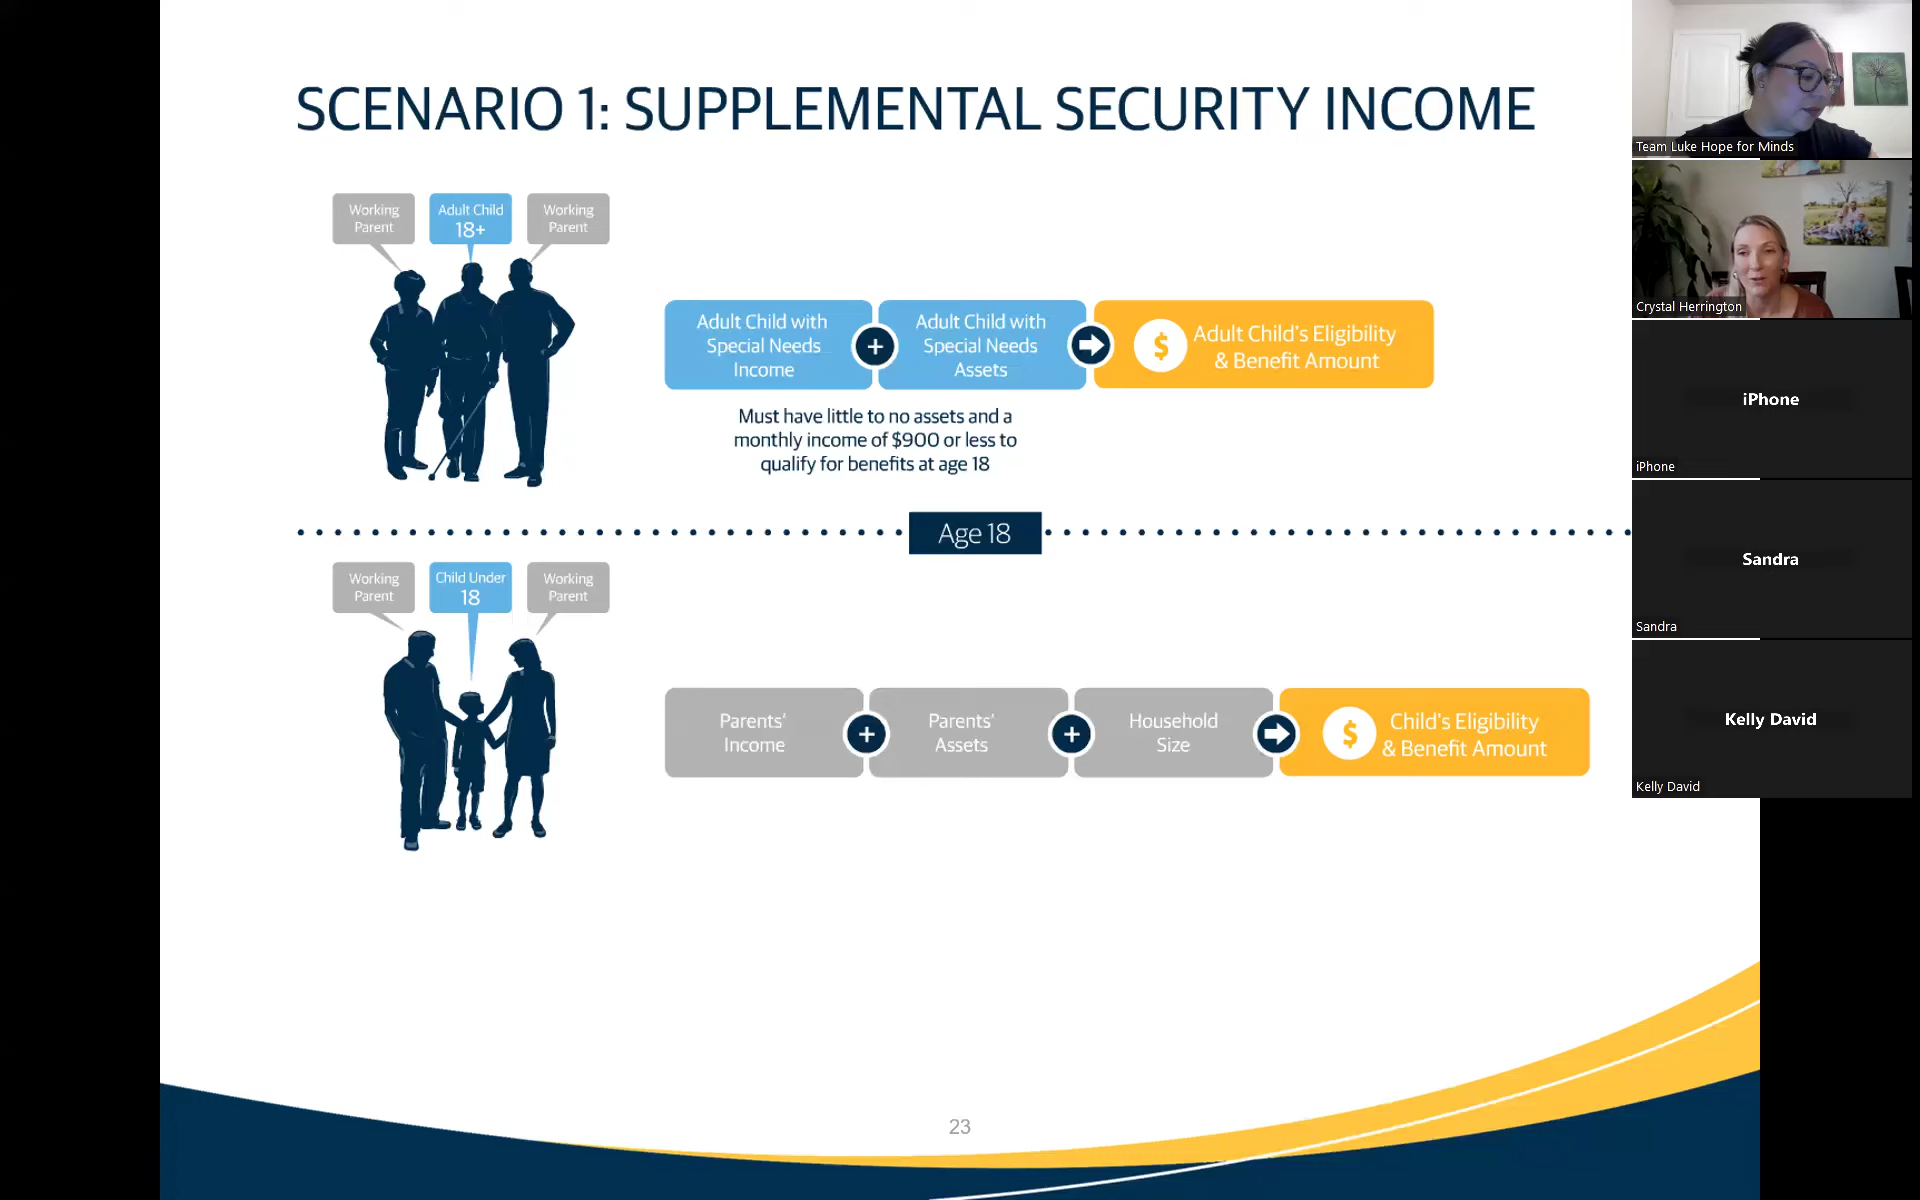 SCENARIO 1: SUPPLEMENTAL SECURITY INCOME
Working
Parent
Adult Child
18+
Working
Parent
Adult Child with
Special Needs
Income
+
Adult Child with
Special Needs
Assets
$
Adult Child's Eligibility
& Benefit Amount
Must have little to no assets and a
monthly income of $900 or less to
qualify for benefits at age 18
Age 18
Working
Parent
Child Under
18
Working
Parent
Parents'
Income
+
Parents'
Assets
+
Household
Size
$
Child's Eligibility
& Benefit Amount
23
Team Luke Hope for Minds
Crystal Herrington
iPhone
iPhone
Sandra
Sandra
Kelly David
Kelly David